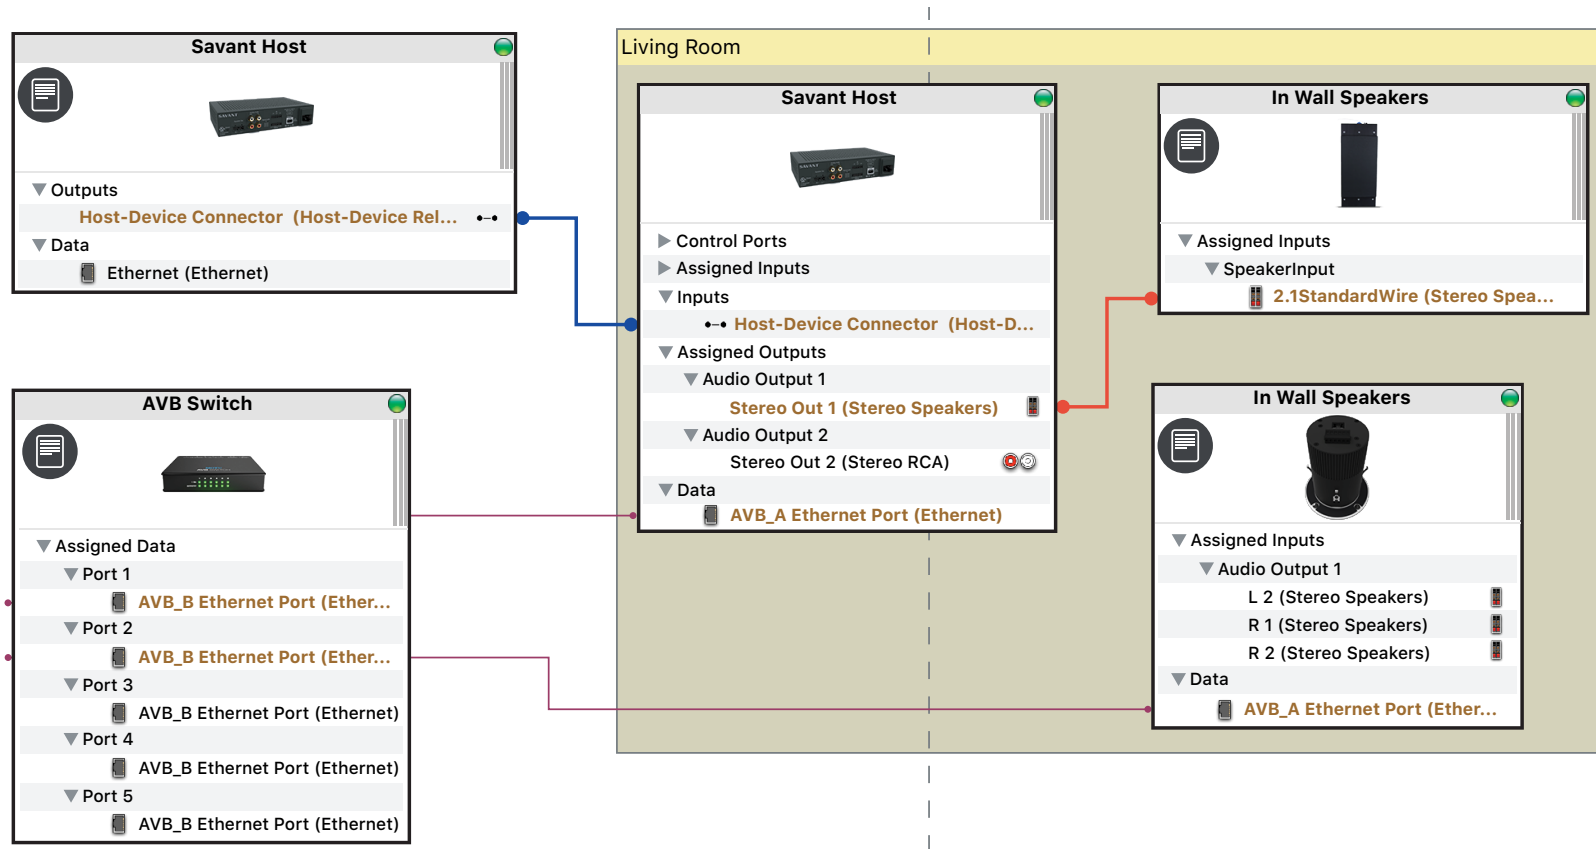 Savant Host
Outputs
Host-Device Connector (Host-Device Rel...
Data
Ethernet (Ethernet)
AVB Switch
Assigned Data
Port 1
AVB_B Ethernet Port (Ether...
Port 2
AVB_B Ethernet Port (Ether...
Port 3
AVB_B Ethernet Port (Ethernet)
Port 4
AVB_B Ethernet Port (Ethernet)
Port 5
AVB_B Ethernet Port (Ethernet)
Living Room
Savant Host
SAVANT
Control Ports
Assigned Inputs
Inputs
Host-Device Connector (Host-D...
Assigned Outputs
Audio Output 1
Stereo Out 1 (Stereo Speakers)
Audio Output 2
Stereo Out 2 (Stereo RCA)
Data
AVB_A Ethernet Port (Ethernet)
In Wall Speakers
Assigned Inputs
SpeakerInput
2.1StandardWire (Stereo Spea...
In Wall Speakers
Assigned Inputs
Audio Output 1
L 2 (Stereo Speakers)
R 1 (Stereo Speakers)
R 2 (Stereo Speakers)
Data
AVB_A Ethernet Port (Ether...